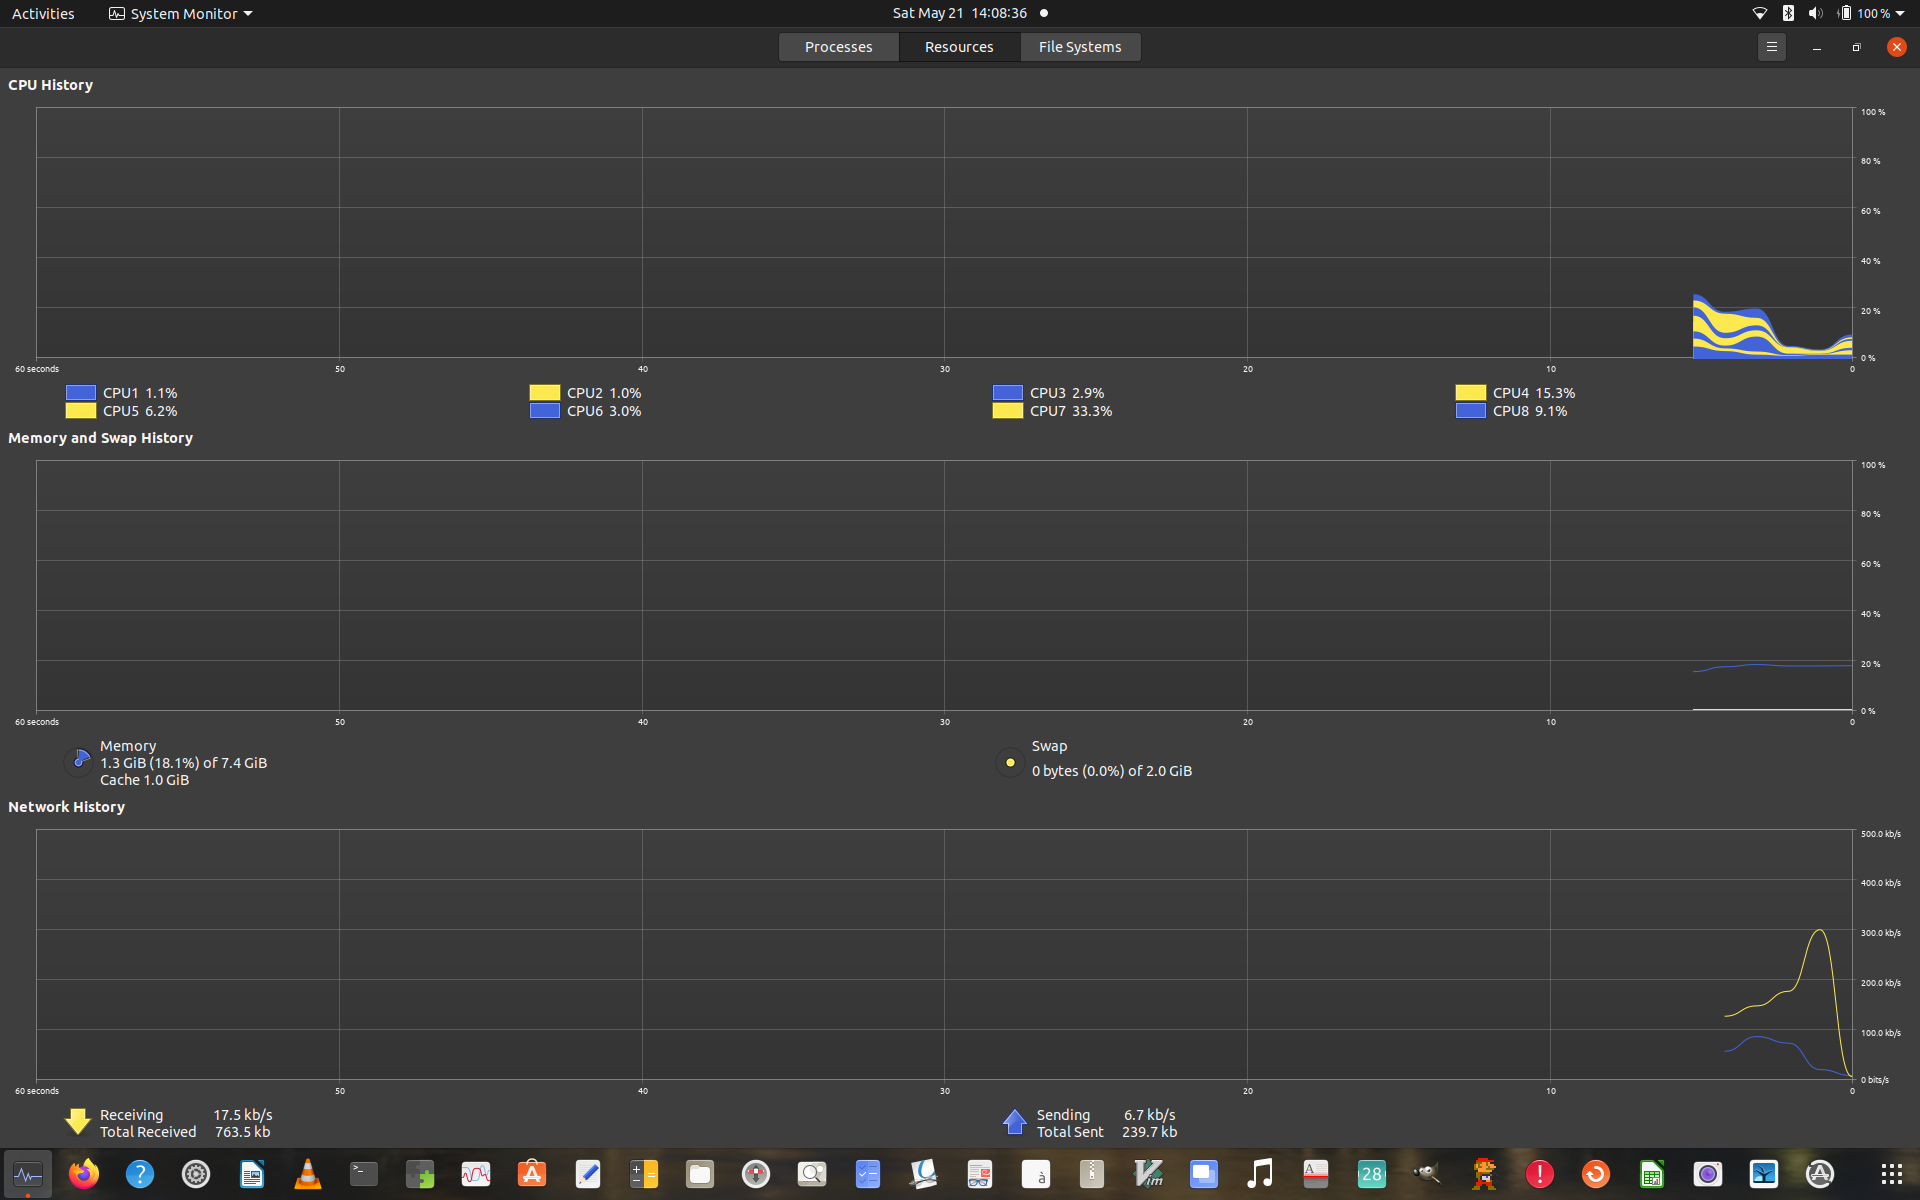 Activities System Monitor Sat May 21 14:08:36 100 %
Processes Resources File Systems
CPU History
100 %
80 %
60 %
40 %
20 %
0 %
60 seconds 50 40 30 20 10 0
CPU1 1.1% CPU2 1.0% CPU3 2.9% CPU4 15.3%
CPU5 6.2% CPU6 3.0% CPU7 33.3% CPU8 9.1%
Memory and Swap History
100 %
80 %
60 %
40 %
20 %
0 %
60 seconds 50 40 30 20 10 0
Memory
1.3 GiB (18.1%) of 7.4 GiB
Cache 1.0 GiB
Swap
0 bytes (0.0%) of 2.0 GiB
Network History
500.0 kb/s
400.0 kb/s
300.0 kb/s
200.0 kb/s
100.0 kb/s
0 bits/s
60 seconds 50 40 30 20 10 0
Receiving 17.5 kb/s Sending 6.7 kb/s
Total Received 763.5 kb Total Sent 239.7 kb
? >_ à Vim A 28 !